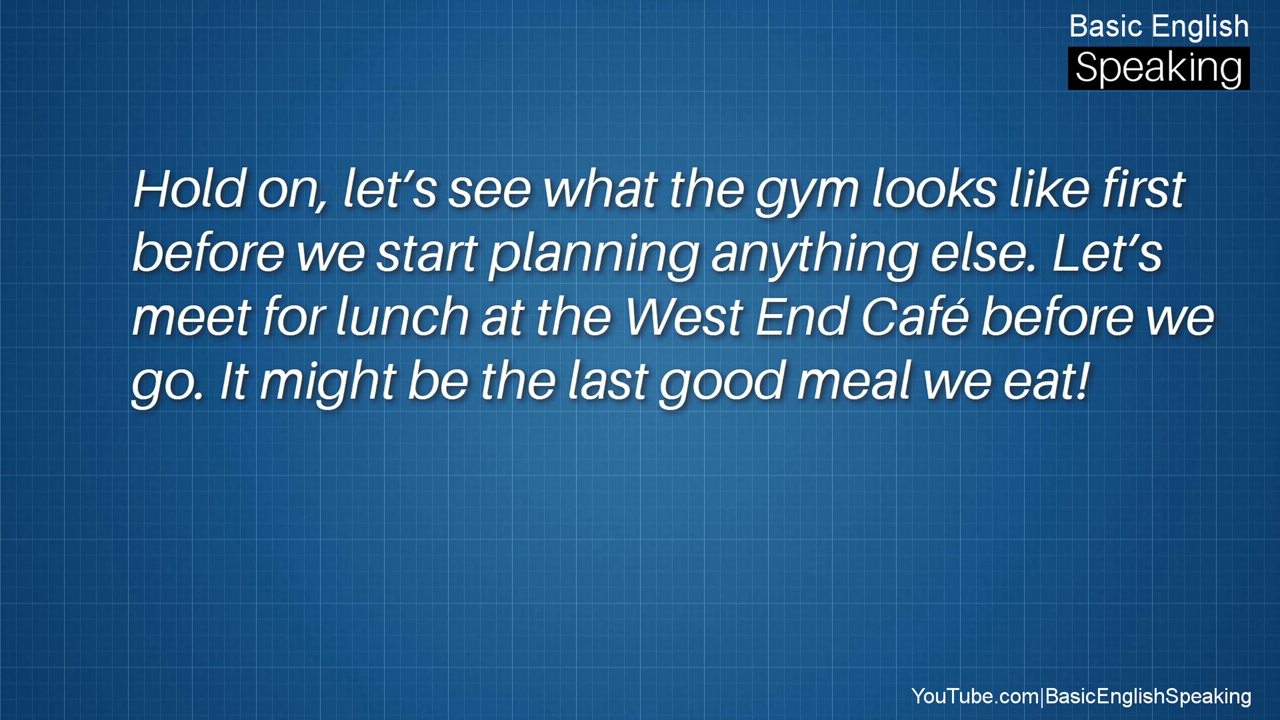 Basic English
Speaking
Hold on, let’s see what the gym looks like first
before we start planning anything else. Let’s
meet for lunch at the West End Café before we
go. It might be the last good meal we eat!
YouTube.com|BasicEnglishSpeaking